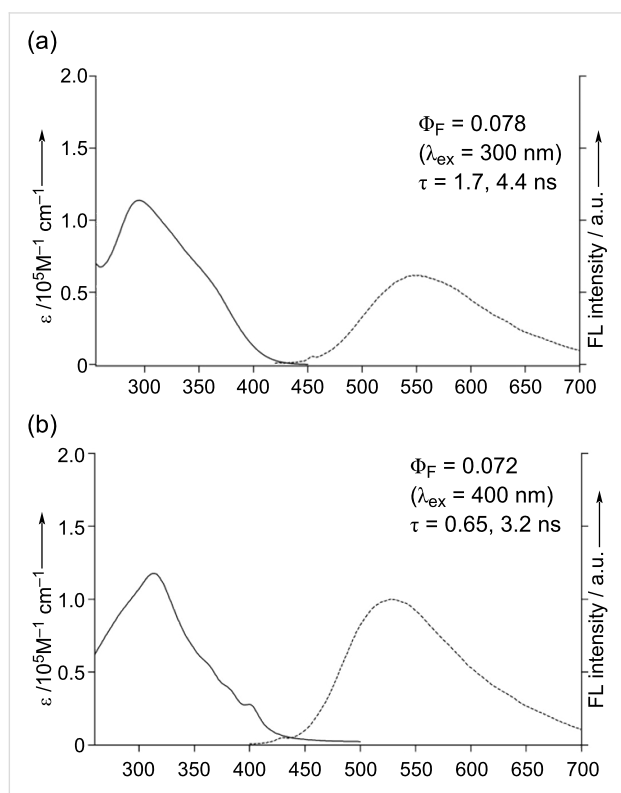 (a)
2.0
1.5
1.0
0.5
0
ε /10⁵M⁻¹ cm⁻¹
ΦF = 0.078
(λex = 300 nm)
τ = 1.7, 4.4 ns
FL intensity / a.u.
300 350 400 450 500 550 600 650 700
(b)
2.0
1.5
1.0
0.5
0
ε /10⁵M⁻¹ cm⁻¹
ΦF = 0.072
(λex = 400 nm)
τ = 0.65, 3.2 ns
FL intensity / a.u.
300 350 400 450 500 550 600 650 700